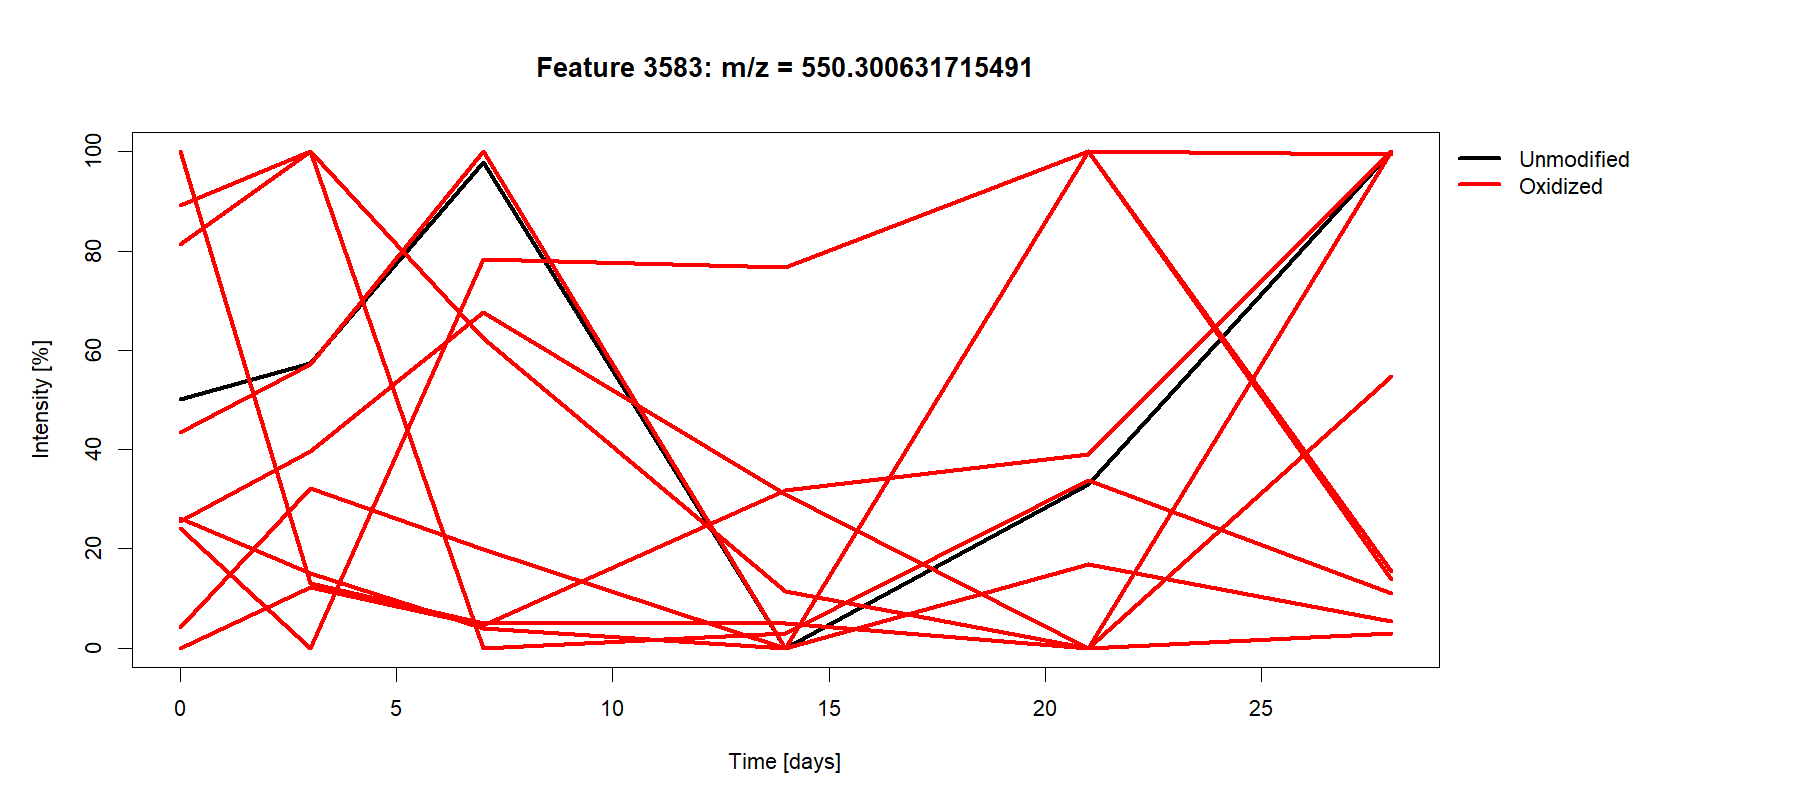 Feature 3583: m/z = 550.300631715491
Unmodified
Oxidized
Intensity [%]
100
80
60
40
20
0
0 5 10 15 20 25
Time [days]